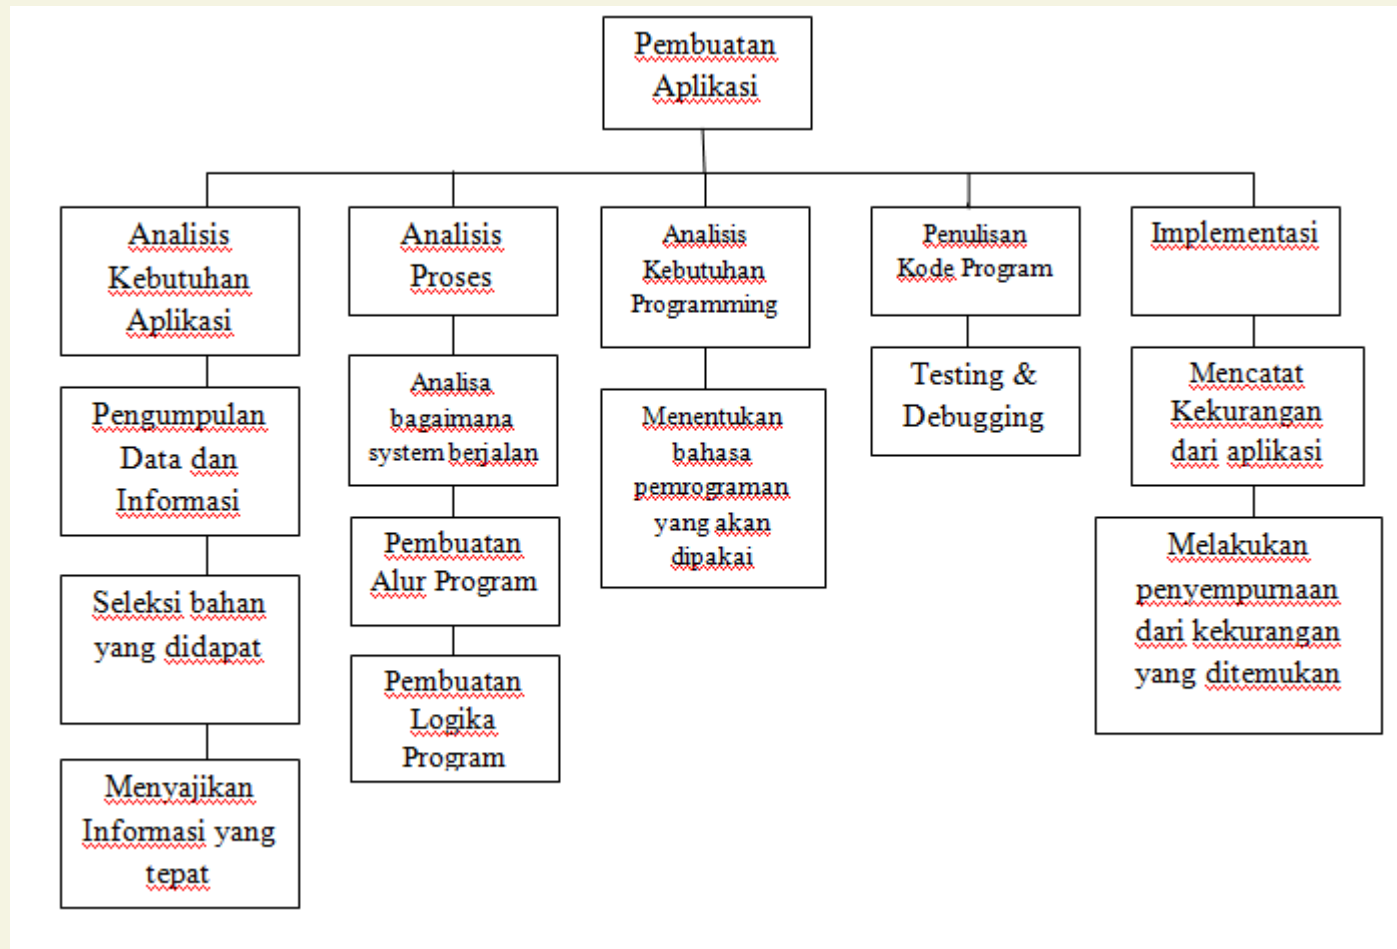 Pembuatan
Aplikasi
Analisis
Kebutuhan
Aplikasi
Pengumpulan
Data dan
Informasi
Seleksi bahan
yang didapat
Menyajikan
Informasi yang
tepat
Analisis
Proses
Analisa
bagaimana
system berjalan
Pembuatan
Alur Program
Pembuatan
Logika
Program
Analisis
Kebutuhan
Programming
Menentukan
bahasa
pemrograman
yang akan
dipakai
Penulisan
Kode Program
Testing &
Debugging
Implementasi
Mencatat
Kekurangan
dari aplikasi
Melakukan
penyempurnaan
dari kekurangan
yang ditemukan